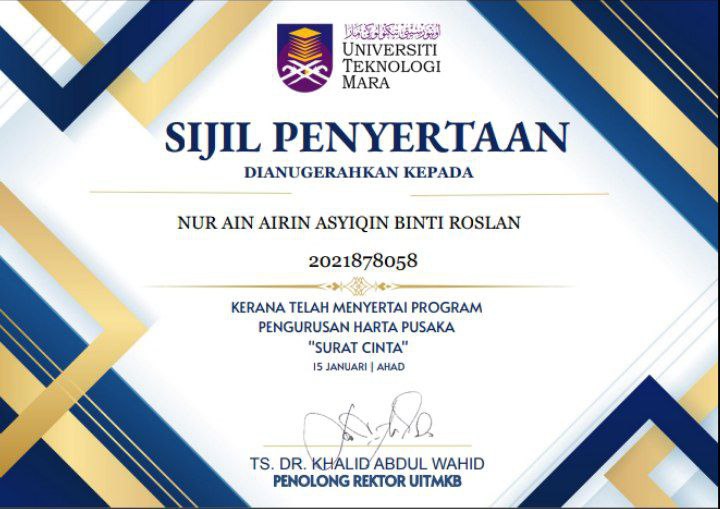 اونيۏرسيتي تيكنولوڬي مارا
UNIVERSITI
TEKNOLOGI
MARA
SIJIL PENYERTAAN
DIANUGERAHKAN KEPADA
NUR AIN AIRIN ASYIQIN BINTI ROSLAN
2021878058
KERANA TELAH MENYERTAI PROGRAM
PENGURUSAN HARTA PUSAKA
"SURAT CINTA"
15 JANUARI | AHAD
TS. DR. KHALID ABDUL WAHID
PENOLONG REKTOR UITMKB